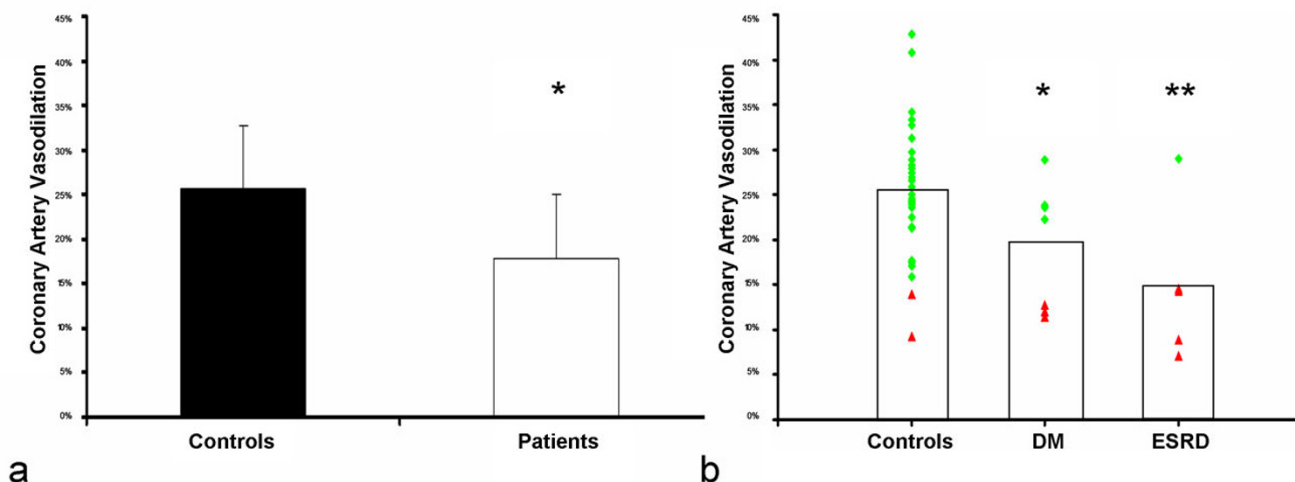 Coronary Artery Vasodilation
45%
40%
35%
30%
25%
20%
15%
10%
5%
0%
*
Controls
Patients
a
Coronary Artery Vasodilation
45%
40%
35%
30%
25%
20%
15%
10%
5%
0%
*
**
Controls
DM
ESRD
b